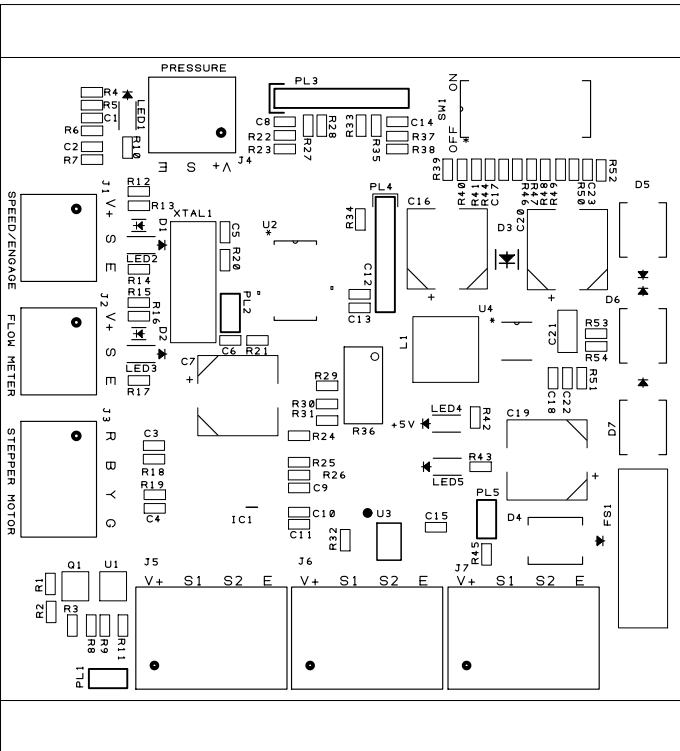 PRESSURE
PL3
SW1
ON
OFF
*
R4
R5
C1
R6
C2
R7
LED1
R10
E S V+
J4
C8
R22
R23
R27
R28
R33
R35
C14
R37
R38
R39
R40
R41
R44
C17
R46
R47
R48
R49
R50
C23
R52
SPEED/ENGAGE
J1
V+
S
E
R12
R13
D1
LED2
R14
XTAL1
C5
R20
U2
*
R34
PL4
C16
+
D3
C20
+
D5
FLOW METER
J2
V+
S
E
R15
R16
D2
LED3
R17
PL2
C6
R21
C7
+
C12
C13
L1
U4
*
C21
R53
R54
D6
STEPPER MOTOR
J3
R
B
Y
G
C3
R18
R19
C4
R29
R30
R31
R24
R36
R25
R26
C9
C10
C11
IC1
+5V
LED4
R42
LED5
R43
C18
C22
R51
C19
+
D7
R32
U3
C15
PL5
R45
D4
FS1
Q1
U1
R1
R2
R3
R8
R9
R11
PL1
J5
V+ S1 S2 E
J6
V+ S1 S2 E
J7
V+ S1 S2 E